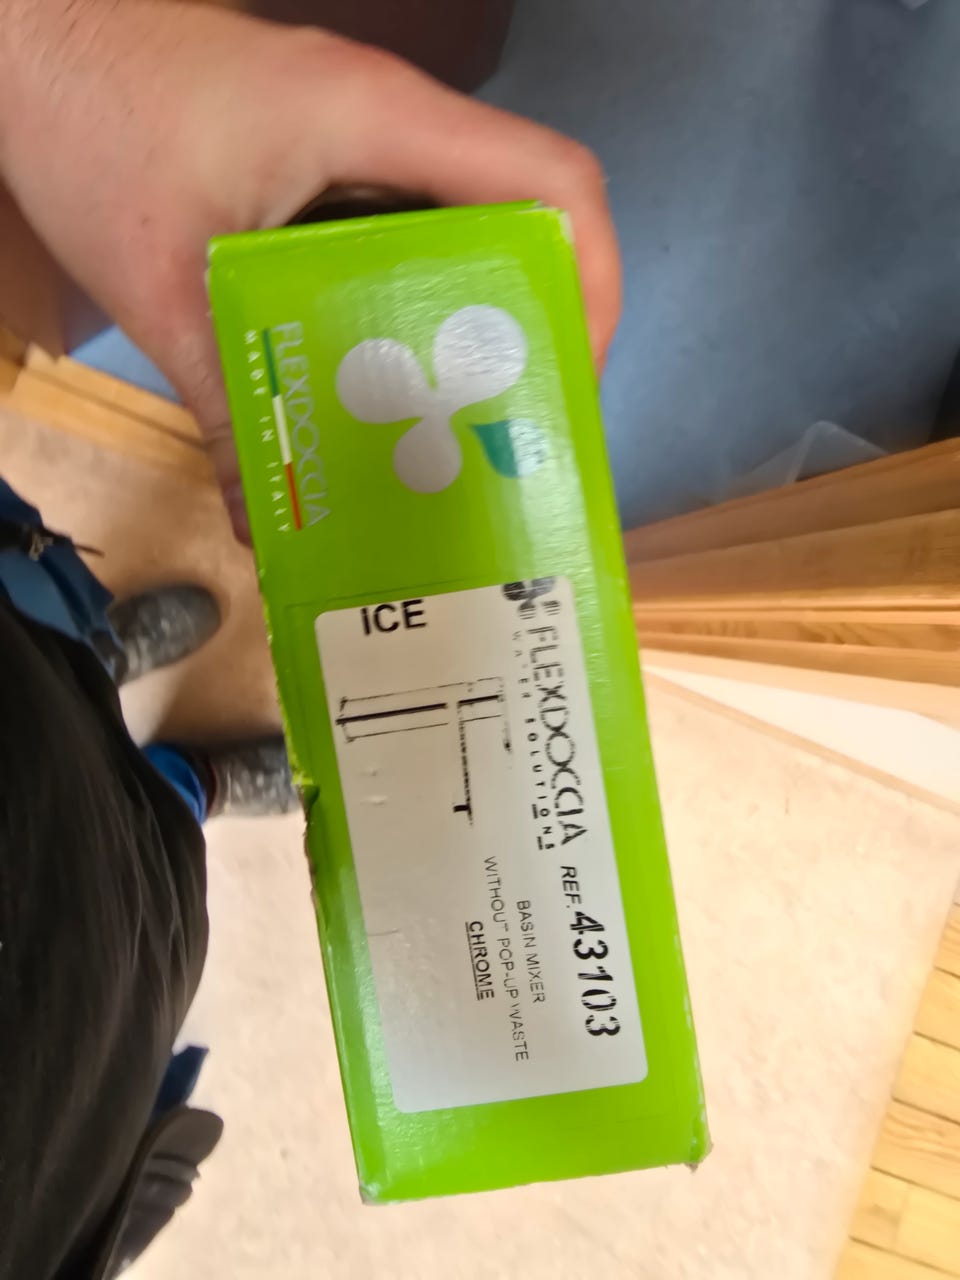 FLEXDOCCIA
MADE IN ITALY
FLEXDOCCIA
WATER SOLUTIONS
REF. 43103
ICE
BASIN MIXER
WITHOUT POP-UP WASTE
CHROME